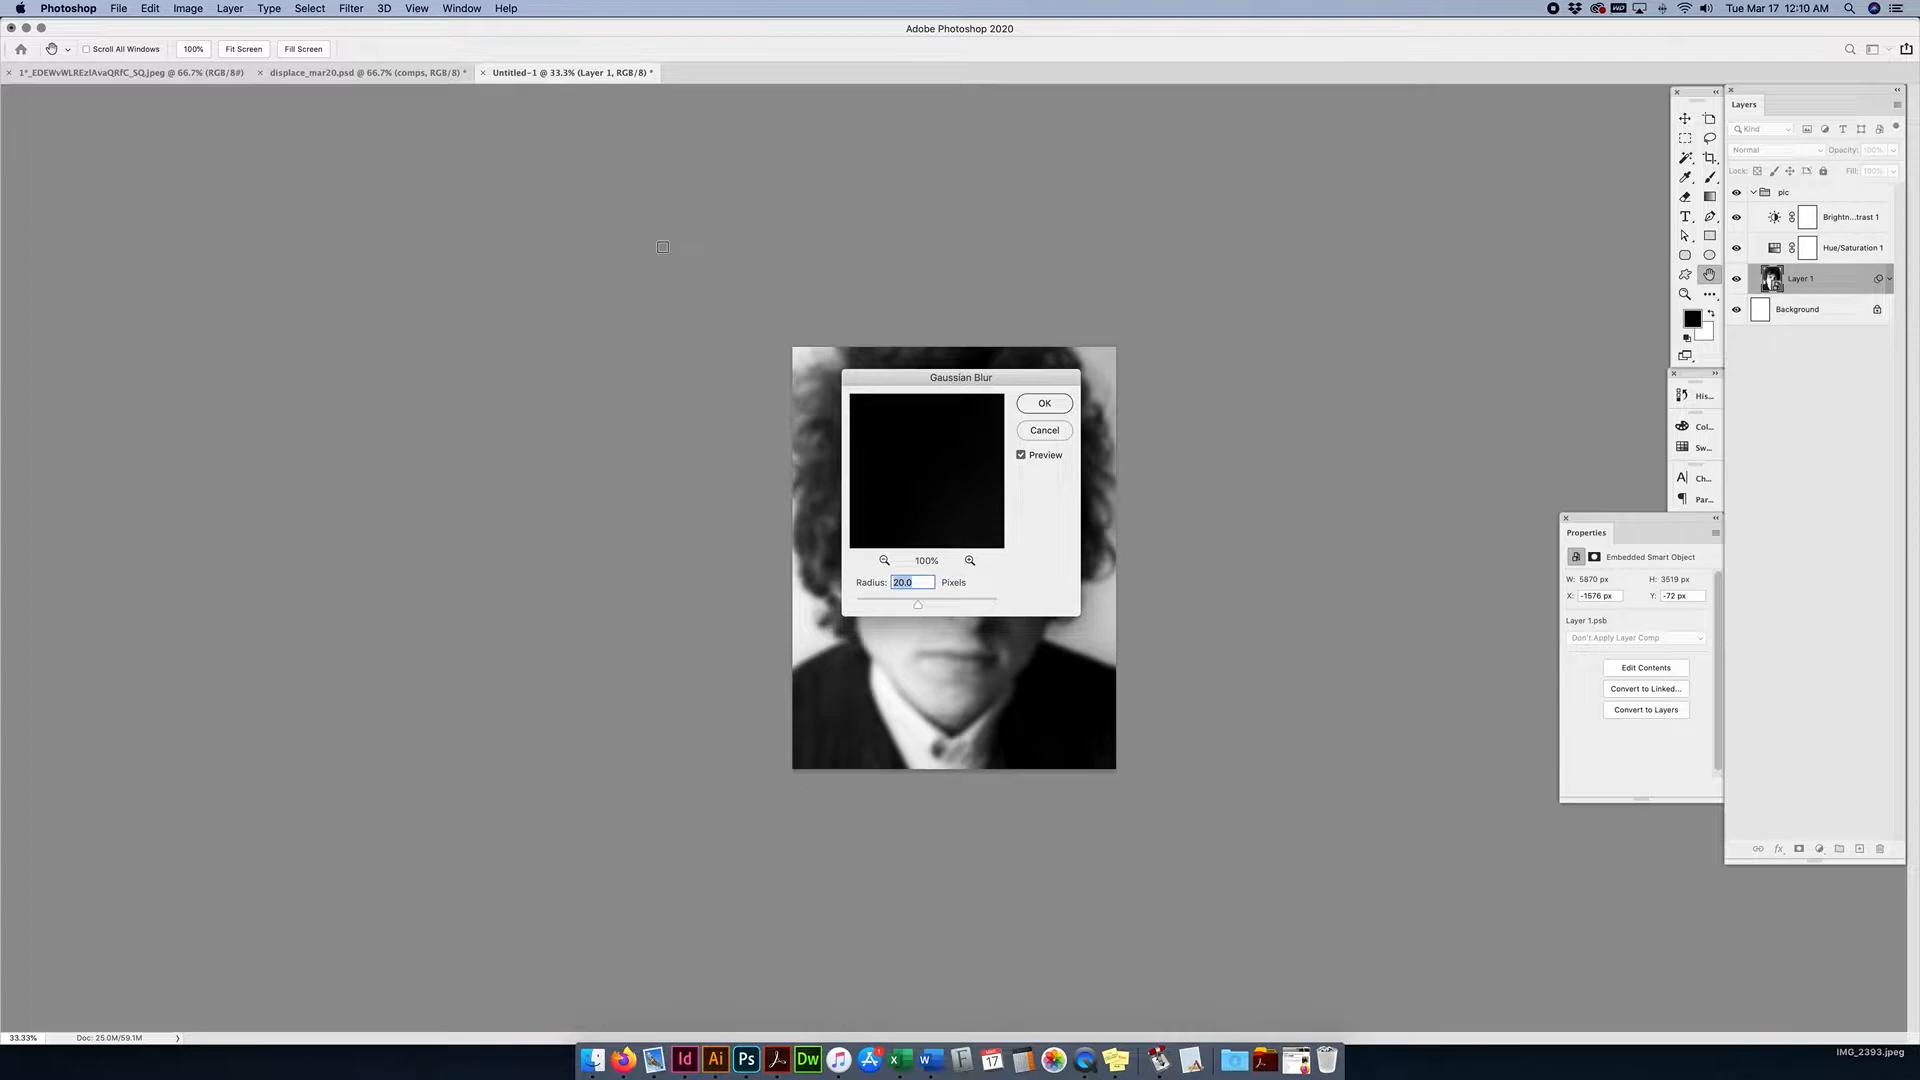 Photoshop File Edit Image Layer Type Select Filter 3D View Window Help
Tue Mar 17 12:10 AM
Adobe Photoshop 2020
Scroll All Windows 100% Fit Screen Fill Screen
1*_EDEWvWLREzlAvaQRfC_SQ.jpeg @ 66.7% (RGB/8#)
displace_mar20.psd @ 66.7% (comps, RGB/8) *
Untitled-1 @ 33.3% (Layer 1, RGB/8) *
Layers
Kind
Normal Opacity: 100%
Lock: Fill: 100%
pic
Brightn...trast 1
Hue/Saturation 1
Layer 1
Background
His...
Col...
Sw...
Ch...
Par...
Gaussian Blur
OK
Cancel
Preview
100%
Radius: 20.0 Pixels
Properties
Embedded Smart Object
W: 5870 px H: 3519 px
X: -1576 px Y: -72 px
Layer 1.psb
Don't Apply Layer Comp
Edit Contents
Convert to Linked...
Convert to Layers
33.33% Doc: 25.0M/59.1M
Id Ai Ps Dw
17
IMG_2393.jpeg